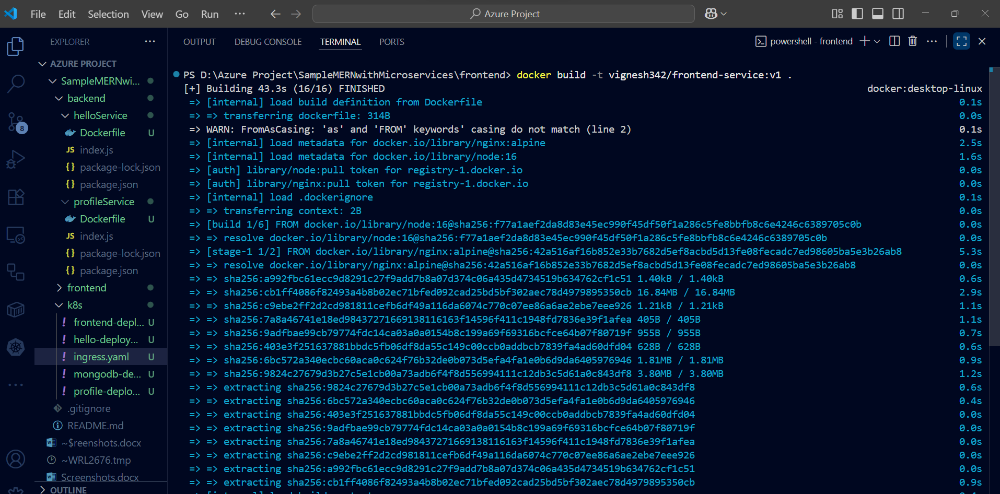 File Edit Selection View Go Run ··· Azure Project
EXPLORER ···
AZURE PROJECT
SampleMERNwi...
backend
helloService
Dockerfile U
JS index.js
{} package-lock.json
{} package.json
profileService
Dockerfile U
JS index.js
{} package-lock.json
{} package.json
frontend
k8s
! frontend-depl... U
! hello-deploy... U
! ingress.yaml U
! mongodb-de... U
! profile-deplo... U
.gitignore
README.md
~$reenshots.docx
~WRL2676.tmp
Screenshots.docx
OUTLINE
8
OUTPUT DEBUG CONSOLE TERMINAL PORTS powershell - frontend
PS D:\Azure Project\SampleMERNwithMicroservices\frontend> docker build -t vignesh342/frontend-service:v1 .
[+] Building 43.3s (16/16) FINISHED docker:desktop-linux
=> [internal] load build definition from Dockerfile 0.1s
=> => transferring dockerfile: 314B 0.0s
=> WARN: FromAsCasing: 'as' and 'FROM' keywords' casing do not match (line 2) 0.1s
=> [internal] load metadata for docker.io/library/nginx:alpine 2.5s
=> [internal] load metadata for docker.io/library/node:16 1.6s
=> [auth] library/node:pull token for registry-1.docker.io 0.0s
=> [auth] library/nginx:pull token for registry-1.docker.io 0.0s
=> [internal] load .dockerignore 0.1s
=> => transferring context: 2B 0.0s
=> [build 1/6] FROM docker.io/library/node:16@sha256:f77a1aef2da8d83e45ec990f45df50f1a286c5fe8bbfb8c6e4246c6389705c0b 0.0s
=> => resolve docker.io/library/node:16@sha256:f77a1aef2da8d83e45ec990f45df50f1a286c5fe8bbfb8c6e4246c6389705c0b 0.0s
=> [stage-1 1/2] FROM docker.io/library/nginx:alpine@sha256:42a516af16b852e33b7682d5ef8acbd5d13fe08fecadc7ed98605ba5e3b26ab8 5.3s
=> => resolve docker.io/library/nginx:alpine@sha256:42a516af16b852e33b7682d5ef8acbd5d13fe08fecadc7ed98605ba5e3b26ab8 0.0s
=> => sha256:a992fbc61ecc9d8291c27f9add7b8a07d374c06a435d4734519b634762cf1c51 1.40kB / 1.40kB 0.6s
=> => sha256:cb1ff4086f82493a4b8b02ec71bfed092cad25bd5bf302aec78d4979895350cb 16.84MB / 16.84MB 2.9s
=> => sha256:c9ebe2ff2d2cd981811cefb6df49a116da6074c770c07ee86a6ae2ebe7eee926 1.21kB / 1.21kB 1.1s
=> => sha256:7a8a46741e18ed98437271669138116163f14596f411c1948fd7836e39f1afea 405B / 405B 1.1s
=> => sha256:9adfbae99cb79774fdc14ca03a0a0154b8c199a69f69316bcfce64b07f80719f 955B / 955B 0.7s
=> => sha256:403e3f251637881bbdc5fb06df8da55c149c00ccb0addbcb7839fa4ad60dfd04 628B / 628B 0.6s
=> => sha256:6bc572a340ecbc60aca0c624f76b32de0b073d5efa4fa1e0b6d9da6405976946 1.81MB / 1.81MB 0.9s
=> => sha256:9824c27679d3b27c5e1cb00a73adb6f4f8d556994111c12db3c5d61a0c843df8 3.80MB / 3.80MB 1.2s
=> => extracting sha256:9824c27679d3b27c5e1cb00a73adb6f4f8d556994111c12db3c5d61a0c843df8 0.6s
=> => extracting sha256:6bc572a340ecbc60aca0c624f76b32de0b073d5efa4fa1e0b6d9da6405976946 0.4s
=> => extracting sha256:403e3f251637881bbdc5fb06df8da55c149c00ccb0addbcb7839fa4ad60dfd04 0.0s
=> => extracting sha256:9adfbae99cb79774fdc14ca03a0a0154b8c199a69f69316bcfce64b07f80719f 0.0s
=> => extracting sha256:7a8a46741e18ed98437271669138116163f14596f411c1948fd7836e39f1afea 0.0s
=> => extracting sha256:c9ebe2ff2d2cd981811cefb6df49a116da6074c770c07ee86a6ae2ebe7eee926 0.0s
=> => extracting sha256:a992fbc61ecc9d8291c27f9add7b8a07d374c06a435d4734519b634762cf1c51 0.0s
=> => extracting sha256:cb1ff4086f82493a4b8b02ec71bfed092cad25bd5bf302aec78d4979895350cb 0.9s